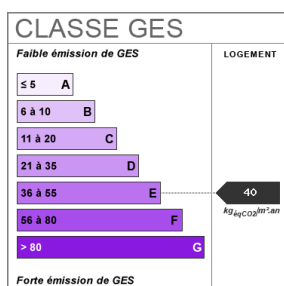 CLASSE GES
Faible émission de GES
LOGEMENT
≤ 5 A
6 à 10 B
11 à 20 C
21 à 35 D
36 à 55 E
40
kgéqCO2/m².an
56 à 80 F
> 80 G
Forte émission de GES